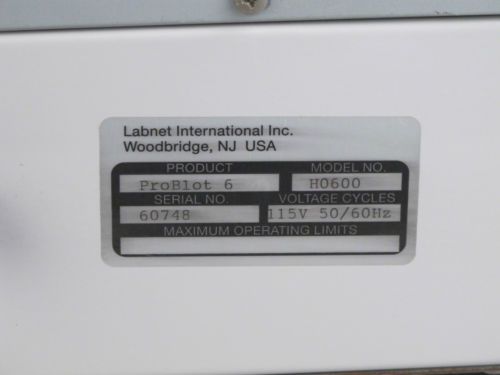 Labnet International Inc.
Woodbridge, NJ USA
PRODUCT MODEL NO.
ProBlot 6 H0600
SERIAL NO. VOLTAGE CYCLES
60748 115V 50/60Hz
MAXIMUM OPERATING LIMITS